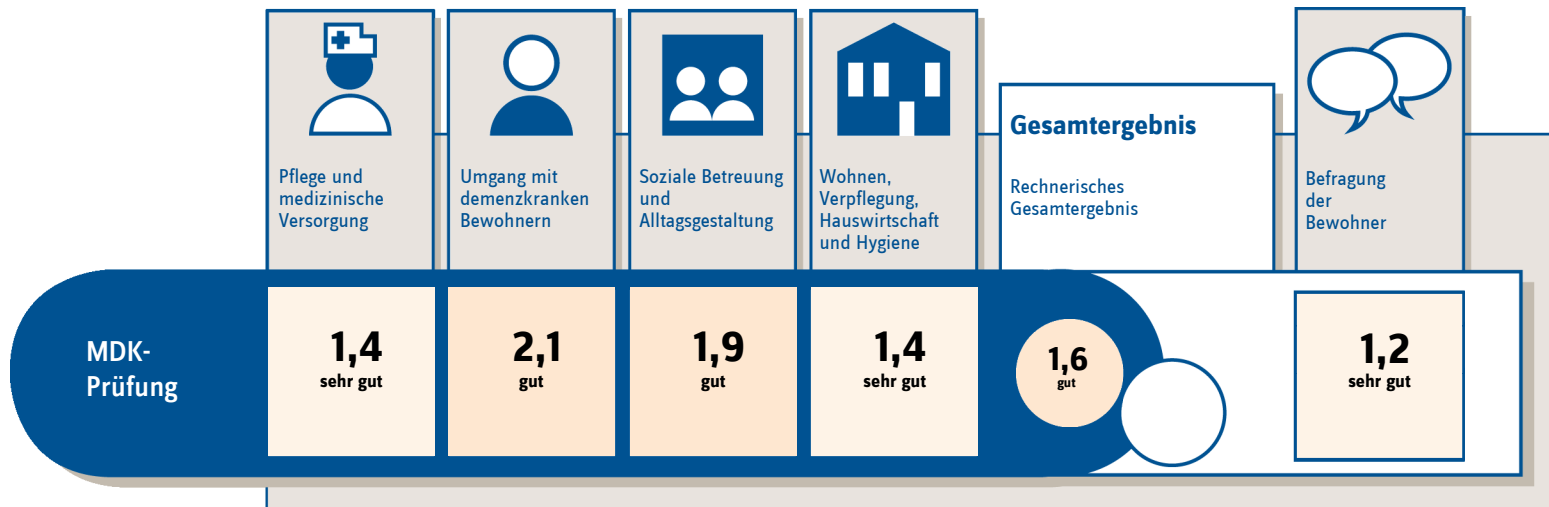 Pflege und
medizinische
Versorgung
Umgang mit
demenzkranken
Bewohnern
Soziale Betreuung
und
Alltagsgestaltung
Wohnen,
Verpflegung,
Hauswirtschaft
und Hygiene
Gesamtergebnis
Rechnerisches
Gesamtergebnis
Befragung
der
Bewohner
MDK-
Prüfung
1,4
sehr gut
2,1
gut
1,9
gut
1,4
sehr gut
1,6
gut
1,2
sehr gut